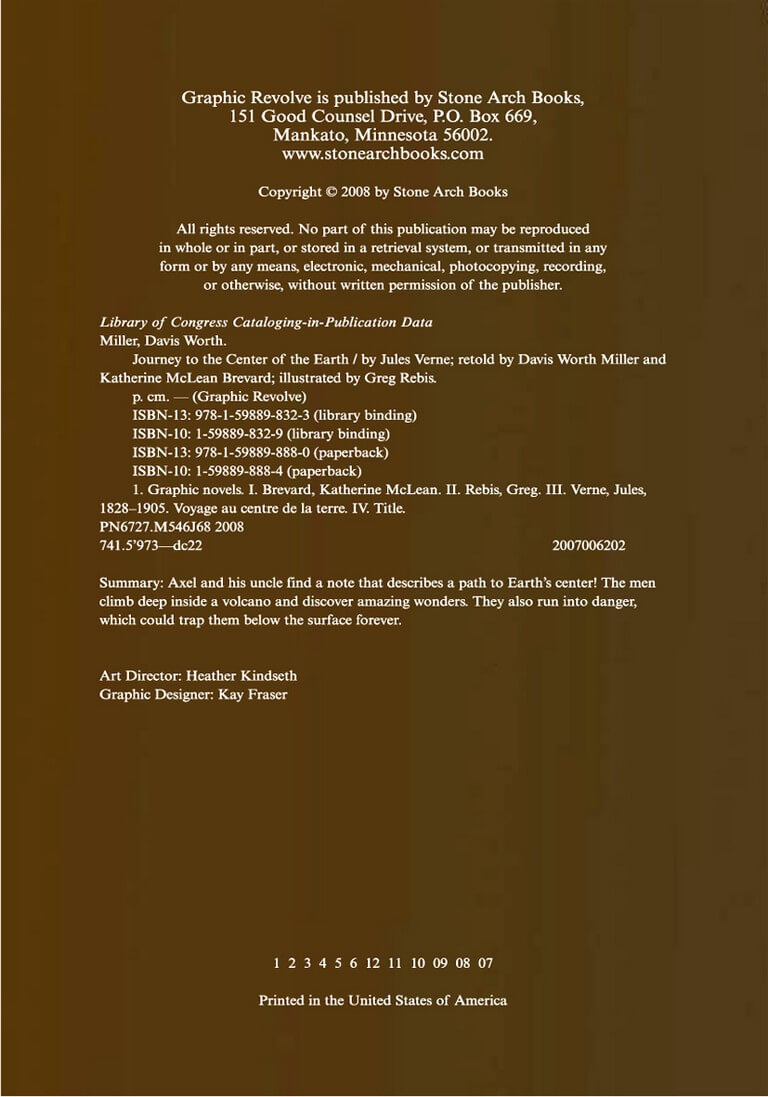 Graphic Revolve is published by Stone Arch Books,
151 Good Counsel Drive, P.O. Box 669,
Mankato, Minnesota 56002.
www.stonearchbooks.com
Copyright © 2008 by Stone Arch Books
All rights reserved. No part of this publication may be reproduced
in whole or in part, or stored in a retrieval system, or transmitted in any
form or by any means, electronic, mechanical, photocopying, recording,
or otherwise, without written permission of the publisher.
Library of Congress Cataloging-in-Publication Data
Miller, Davis Worth.
Journey to the Center of the Earth / by Jules Verne; retold by Davis Worth Miller and
Katherine McLean Brevard; illustrated by Greg Rebis.
p. cm. — (Graphic Revolve)
ISBN-13: 978-1-59889-832-3 (library binding)
ISBN-10: 1-59889-832-9 (library binding)
ISBN-13: 978-1-59889-888-0 (paperback)
ISBN-10: 1-59889-888-4 (paperback)
1. Graphic novels. I. Brevard, Katherine McLean. II. Rebis, Greg. III. Verne, Jules,
1828–1905. Voyage au centre de la terre. IV. Title.
PN6727.M546J68 2008
741.5'973—dc22 2007006202
Summary: Axel and his uncle find a note that describes a path to Earth's center! The men
climb deep inside a volcano and discover amazing wonders. They also run into danger,
which could trap them below the surface forever.
Art Director: Heather Kindseth
Graphic Designer: Kay Fraser
1 2 3 4 5 6 12 11 10 09 08 07
Printed in the United States of America